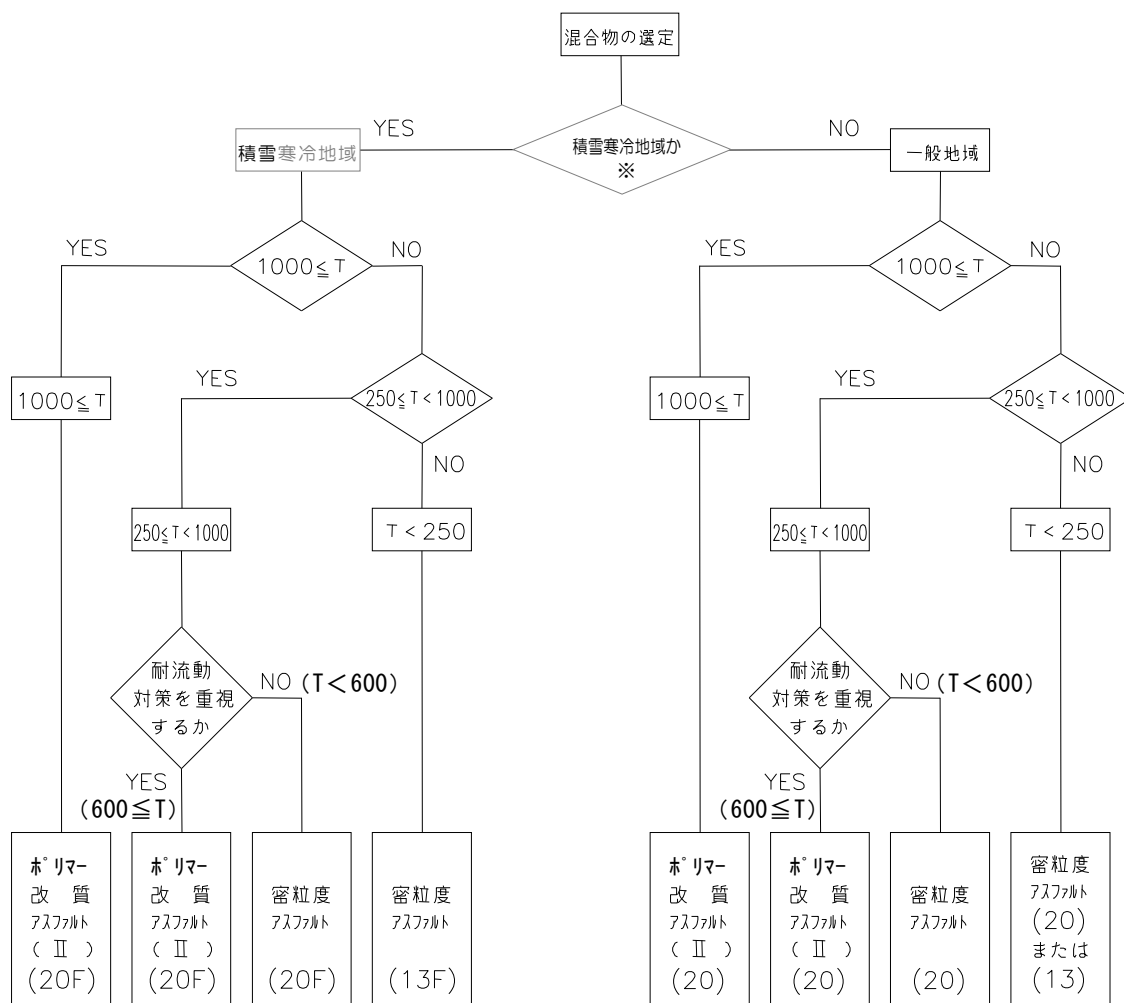 混合物の選定
YES
NO
積雪寒冷地域
積雪寒冷地域か
※
一般地域
YES
1000≦T
NO
YES
1000≦T
NO
1000≦T
YES
250≦T<1000
1000≦T
YES
250≦T<1000
NO
NO
250≦T<1000
T<250
250≦T<1000
T<250
耐流動
対策を重視
するか
NO (T<600)
耐流動
対策を重視
するか
NO (T<600)
YES
(600≦T)
YES
(600≦T)
ポリマー
改 質
アスファルト
( Ⅱ )
(20F)
ポリマー
改 質
アスファルト
( Ⅱ )
(20F)
密粒度
アスファルト
(20F)
密粒度
アスファルト
(13F)
ポリマー
改 質
アスファルト
( Ⅱ )
(20)
ポリマー
改 質
アスファルト
( Ⅱ )
(20)
密粒度
アスファルト
(20)
密粒度
アスファルト
(20)
または
(13)